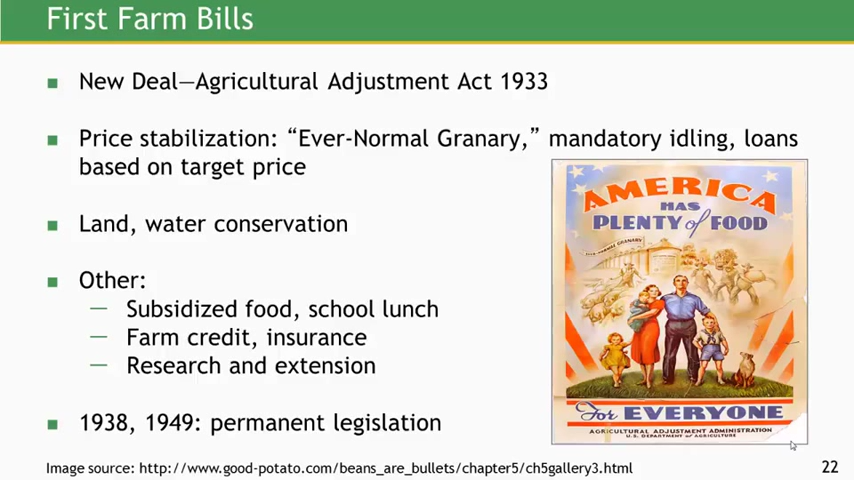 First Farm Bills
New Deal—Agricultural Adjustment Act 1933
Price stabilization: “Ever-Normal Granary,” mandatory idling, loans
based on target price
Land, water conservation
Other:
— Subsidized food, school lunch
— Farm credit, insurance
— Research and extension
1938, 1949: permanent legislation
AMERICA
HAS
PLENTY of FOOD
EVER-NORMAL GRANARY
For EVERYONE
AGRICULTURAL ADJUSTMENT ADMINISTRATION
U.S. DEPARTMENT of AGRICULTURE
Image source: http://www.good-potato.com/beans_are_bullets/chapter5/ch5gallery3.html
22